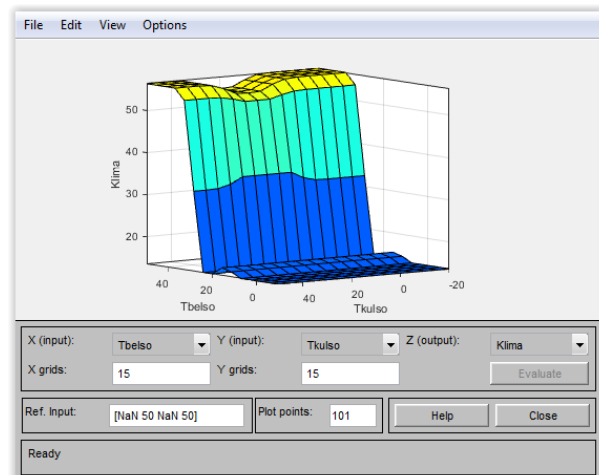 File Edit View Options
50
40
30
20
Klima
40
20
0
Tbelso
40
20
0
-20
Tkulso
X (input): Tbelso Y (input): Tkulso Z (output): Klima
X grids: 15 Y grids: 15 Evaluate
Ref. Input: [NaN 50 NaN 50] Plot points: 101 Help Close
Ready